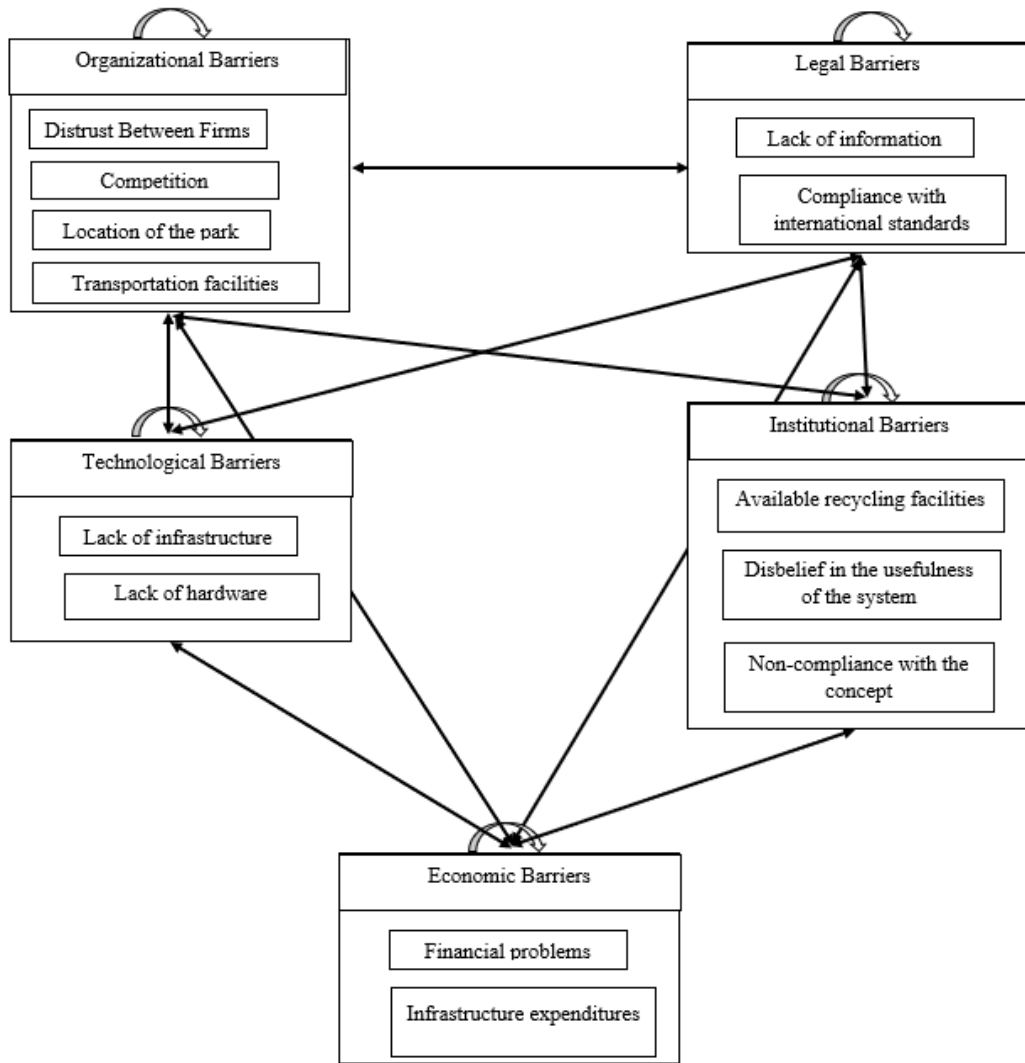 Organizational Barriers
Distrust Between Firms
Competition
Location of the park
Transportation facilities
Legal Barriers
Lack of information
Compliance with
international standards
Technological Barriers
Lack of infrastructure
Lack of hardware
Institutional Barriers
Available recycling facilities
Disbelief in the usefulness
of the system
Non-compliance with the
concept
Economic Barriers
Financial problems
Infrastructure expenditures